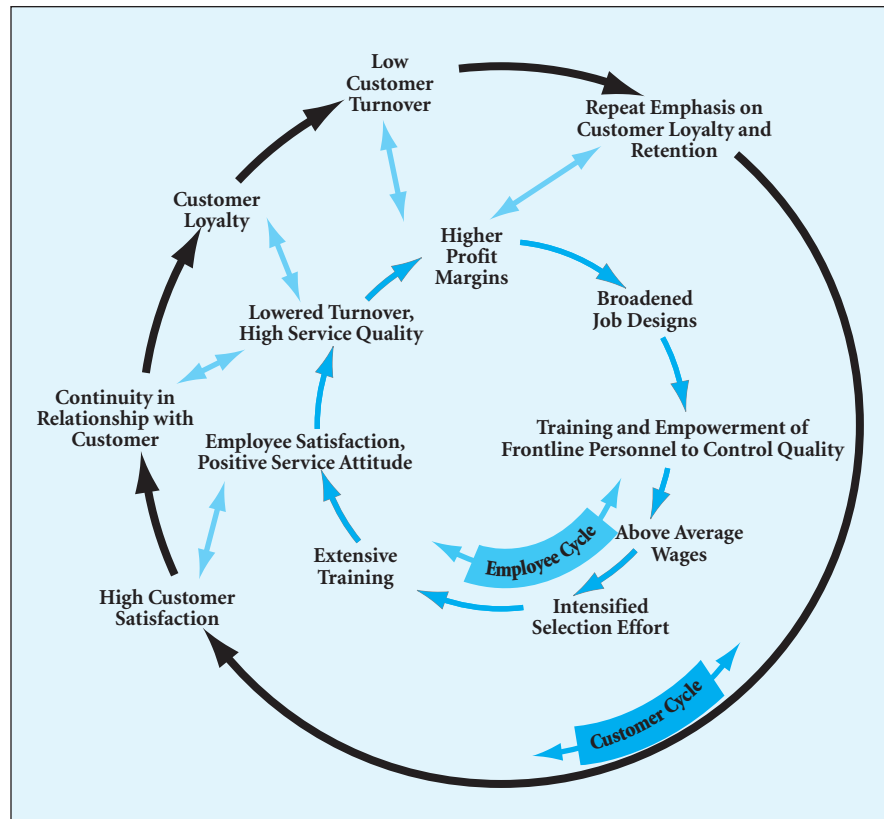 Low
Customer
Turnover
Repeat Emphasis on
Customer Loyalty and
Retention
Customer
Loyalty
Higher
Profit
Margins
Broadened
Job Designs
Lowered Turnover,
High Service Quality
Continuity in
Relationship with
Customer
Employee Satisfaction,
Positive Service Attitude
Training and Empowerment of
Frontline Personnel to Control Quality
Above Average
Wages
Employee Cycle
Extensive
Training
Intensified
Selection Effort
High Customer
Satisfaction
Customer Cycle